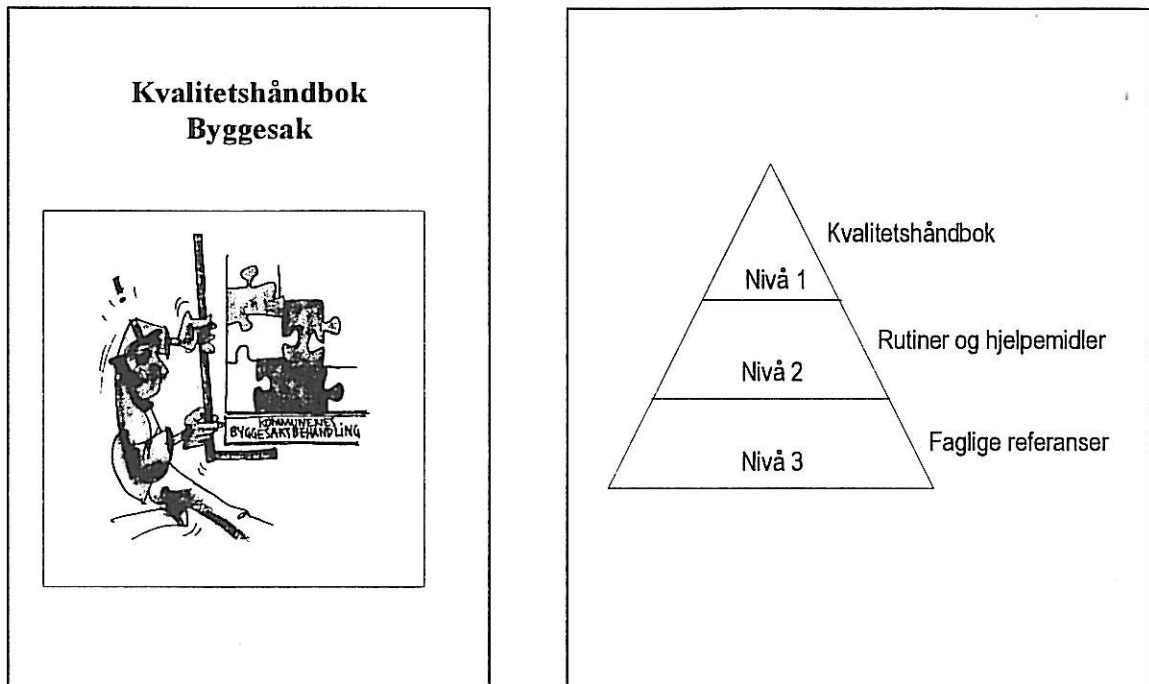 Kvalitetshåndbok
Byggesak
!
KOMMUNENES
BYGGESAKSBEHANDLING
Kvalitetshåndbok
Nivå 1
Rutiner og hjelpemidler
Nivå 2
Faglige referanser
Nivå 3